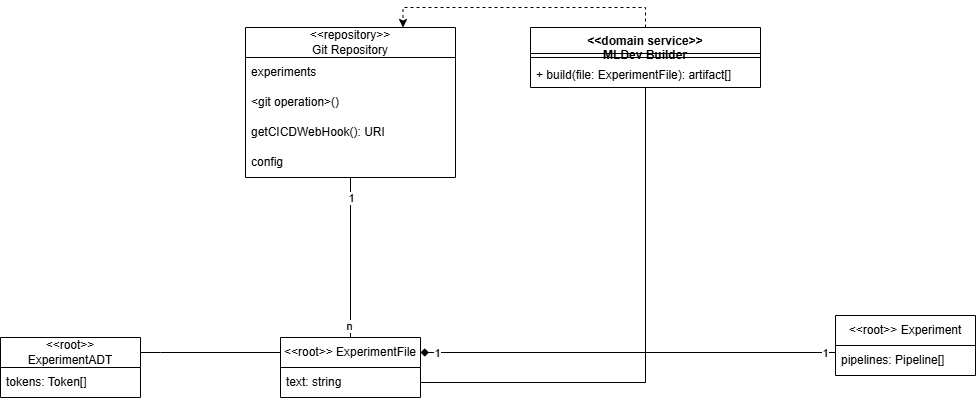 <<repository>>
Git Repository
experiments
<git operation>()
getCICDWebHook(): URI
config
<<domain service>>
MLDev Builder
+ build(file: ExperimentFile): artifact[]
1
n
<<root>>
ExperimentADT
tokens: Token[]
<<root>> ExperimentFile
text: string
1
1
<<root>> Experiment
pipelines: Pipeline[]